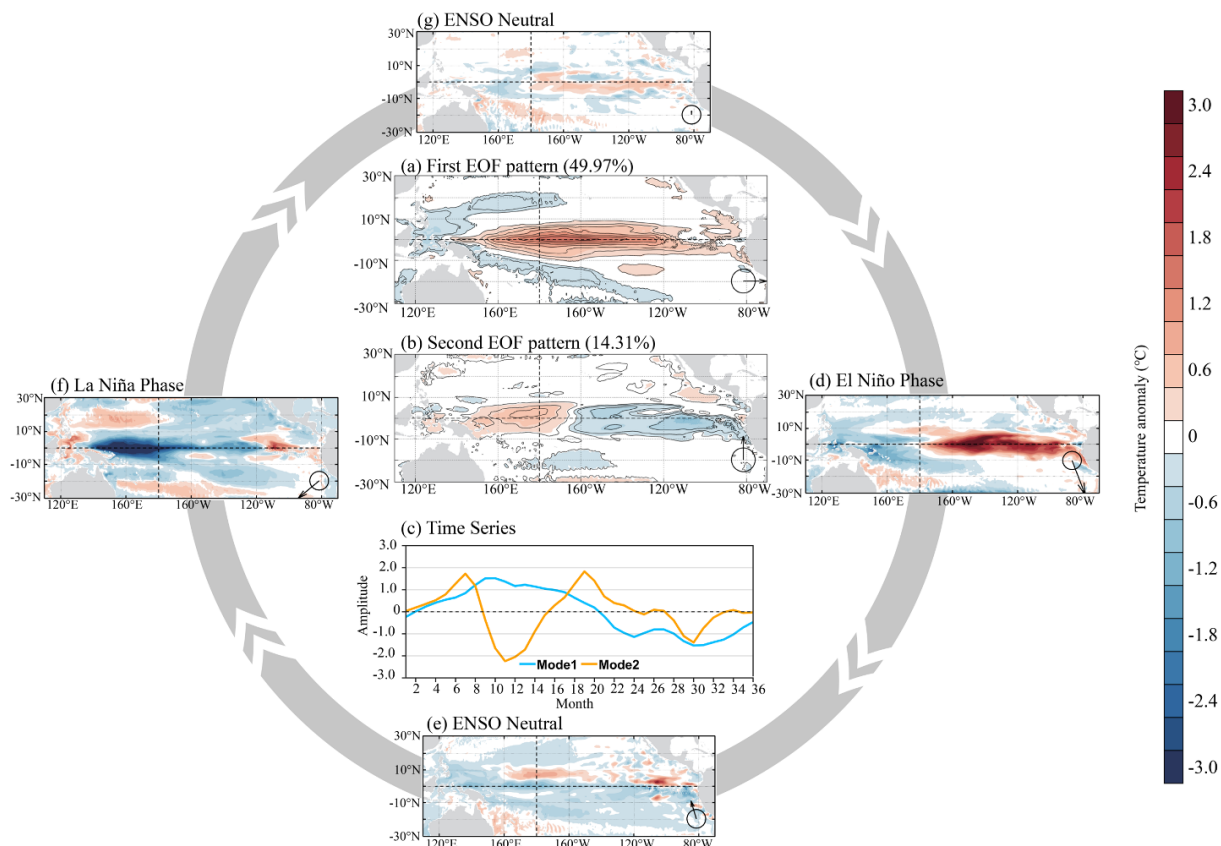 (g) ENSO Neutral
30°N
10°N
-10°N
-30°N
120°E 160°E 160°W 120°W 80°W
(a) First EOF pattern (49.97%)
30°N
10°N
-10°N
-30°N
120°E 160°E 160°W 120°W 80°W
(b) Second EOF pattern (14.31%)
30°N
10°N
-10°N
-30°N
120°E 160°E 160°W 120°W 80°W
(f) La Niña Phase
30°N
10°N
-10°N
-30°N
120°E 160°E 160°W 120°W 80°W
(d) El Niño Phase
30°N
10°N
-10°N
-30°N
120°E 160°E 160°W 120°W 80°W
(c) Time Series
Amplitude
3.0
2.0
1.0
0
-1.0
-2.0
-3.0
Mode1 Mode2
2 4 6 8 10 12 14 16 18 20 22 24 26 28 30 32 34 36
Month
(e) ENSO Neutral
30°N
10°N
-10°N
30°N
120°E 160°E 160°W 120°W 80°W
Temperature anomaly (°C)
3.0
2.4
1.8
1.2
0.6
0
-0.6
-1.2
-1.8
-2.4
-3.0